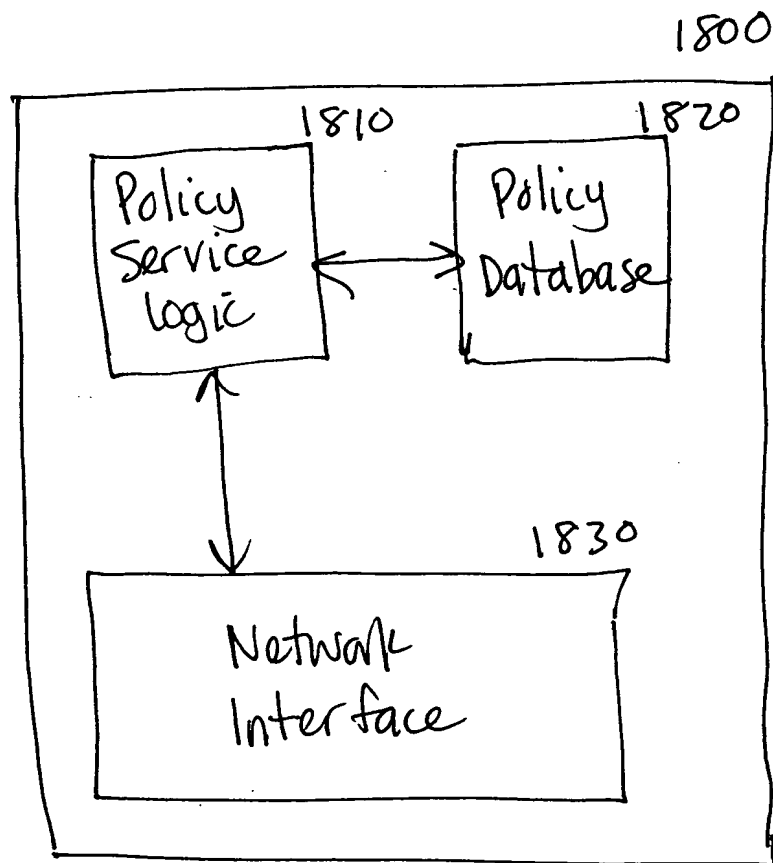 1800
1810
Policy
Service
logic
1820
Policy
Database
1830
Network
Interface